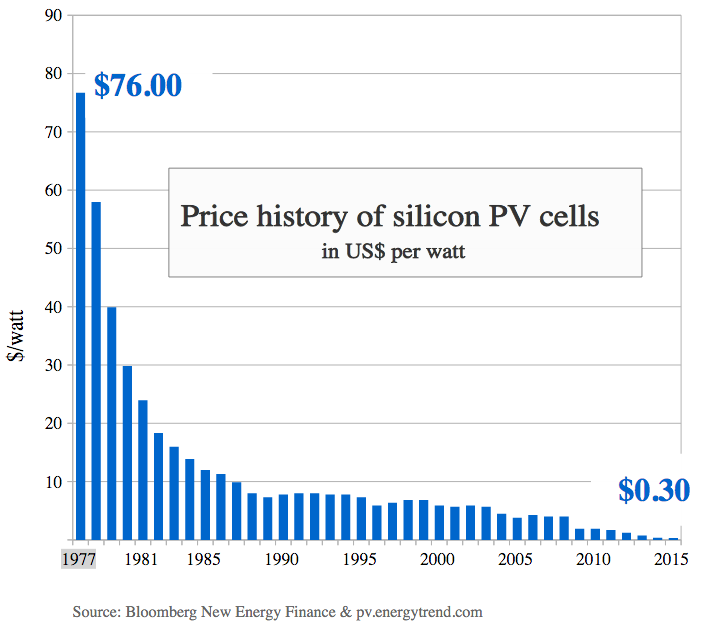 90
80
$76.00
70
60
Price history of silicon PV cells
in US$ per watt
50
40
$/watt
30
20
10
$0.30
1977 1981 1985 1990 1995 2000 2005 2010 2015
Source: Bloomberg New Energy Finance & pv.energytrend.com